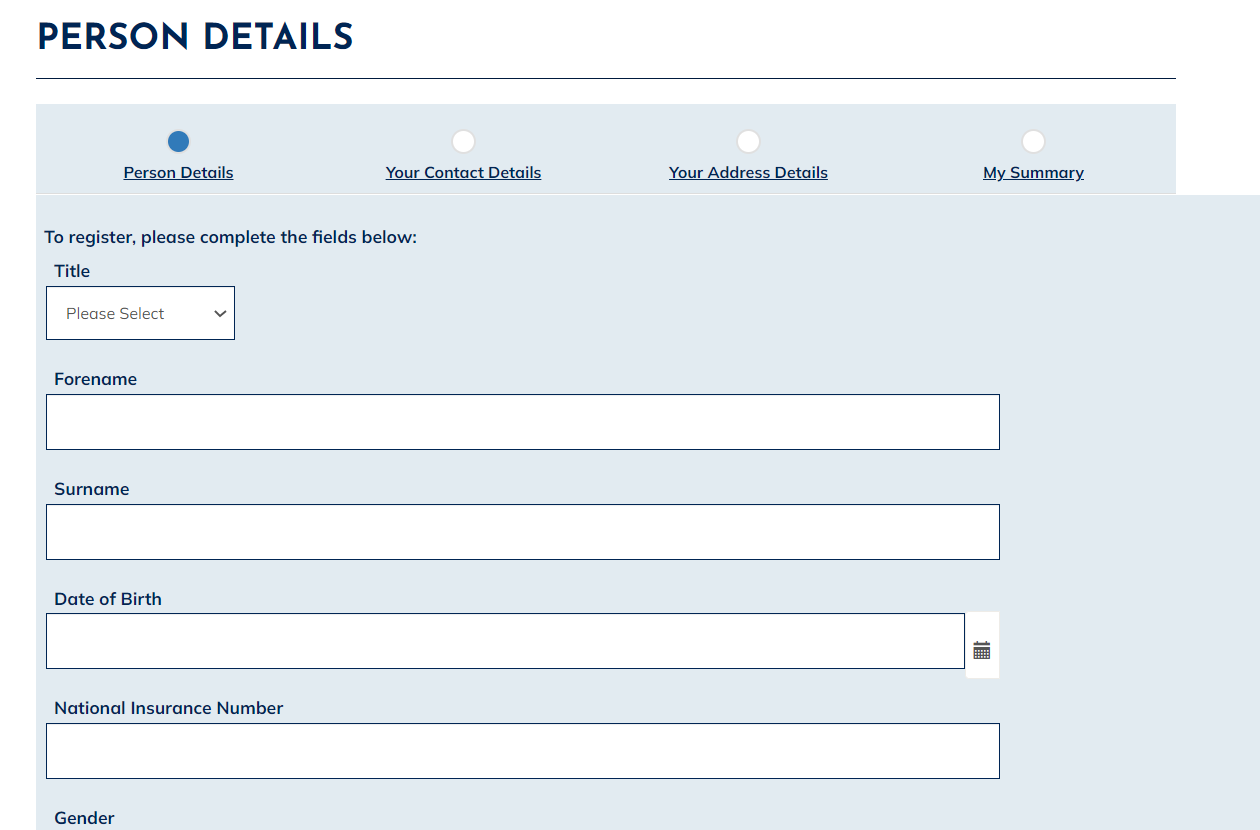 PERSON DETAILS
Person Details Your Contact Details Your Address Details My Summary
To register, please complete the fields below:
Title
Please Select
Forename
Surname
Date of Birth
National Insurance Number
Gender